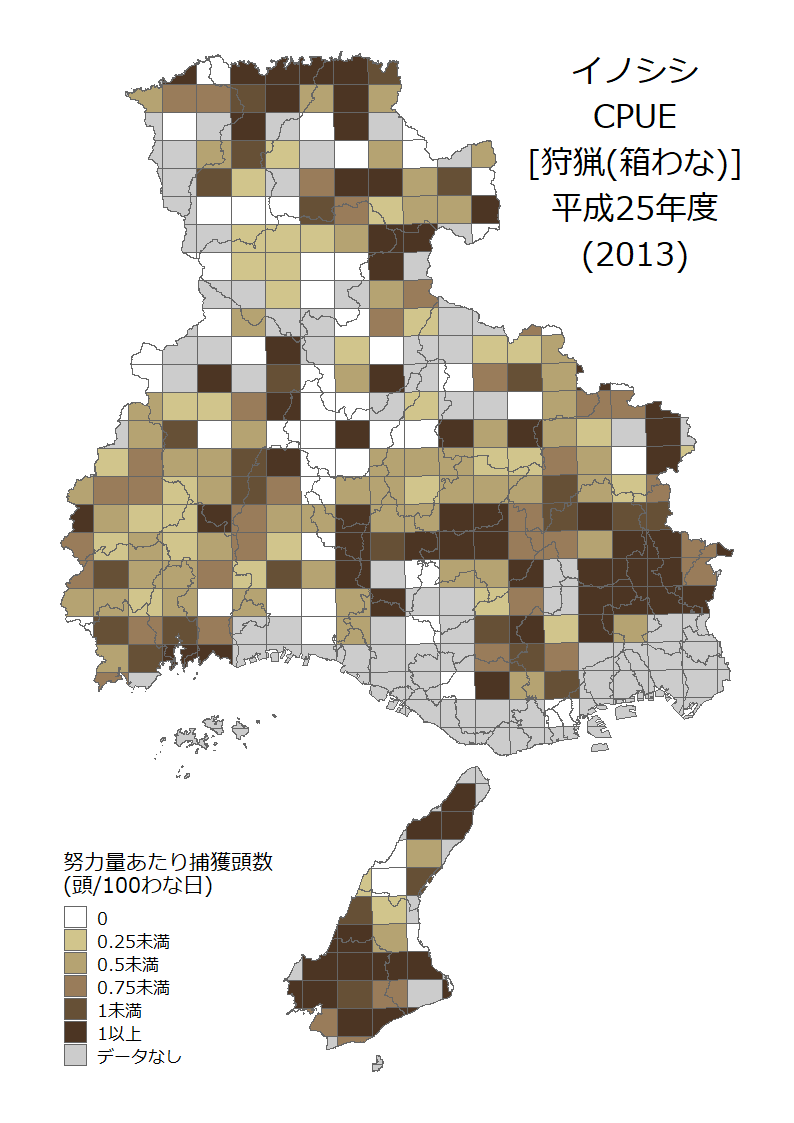 イノシシ
CPUE
[狩猟(箱わな)]
平成25年度
(2013)
努力量あたり捕獲頭数
(頭/100わな日)
0
0.25未満
0.5未満
0.75未満
1未満
1以上
データなし